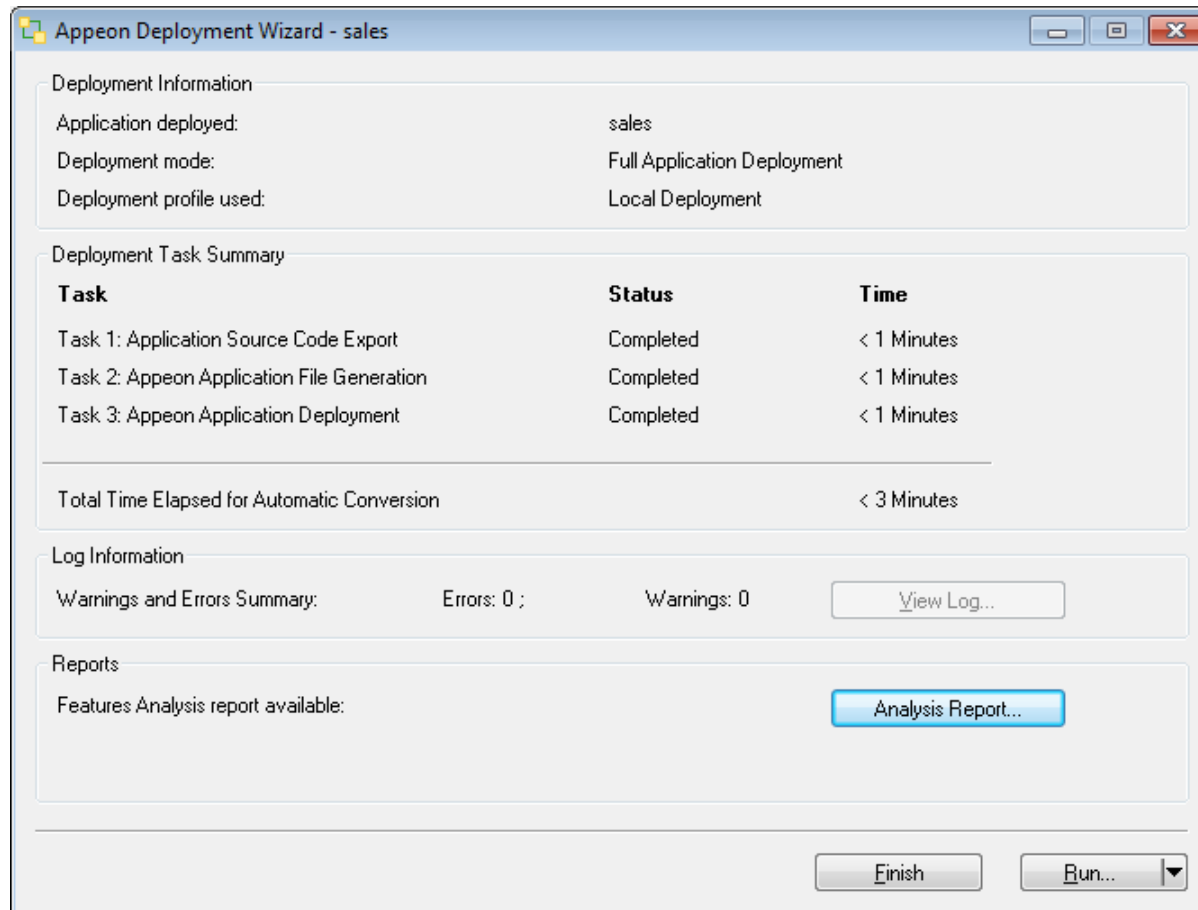 Appeon Deployment Wizard - sales
Deployment Information
Application deployed: sales
Deployment mode: Full Application Deployment
Deployment profile used: Local Deployment
Deployment Task Summary
Task Status Time
Task 1: Application Source Code Export Completed < 1 Minutes
Task 2: Appeon Application File Generation Completed < 1 Minutes
Task 3: Appeon Application Deployment Completed < 1 Minutes
Total Time Elapsed for Automatic Conversion < 3 Minutes
Log Information
Warnings and Errors Summary: Errors: 0 ; Warnings: 0 View Log...
Reports
Features Analysis report available: Analysis Report...
Finish Run...